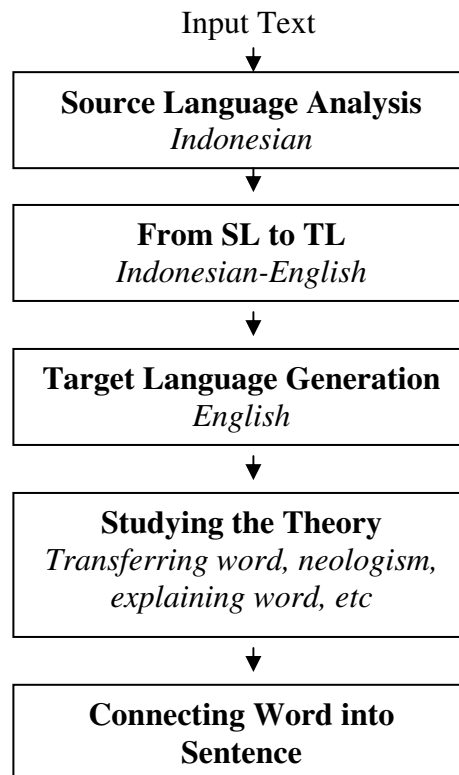 Input Text
Source Language Analysis
Indonesian
From SL to TL
Indonesian-English
Target Language Generation
English
Studying the Theory
Transferring word, neologism,
explaining word, etc
Connecting Word into
Sentence